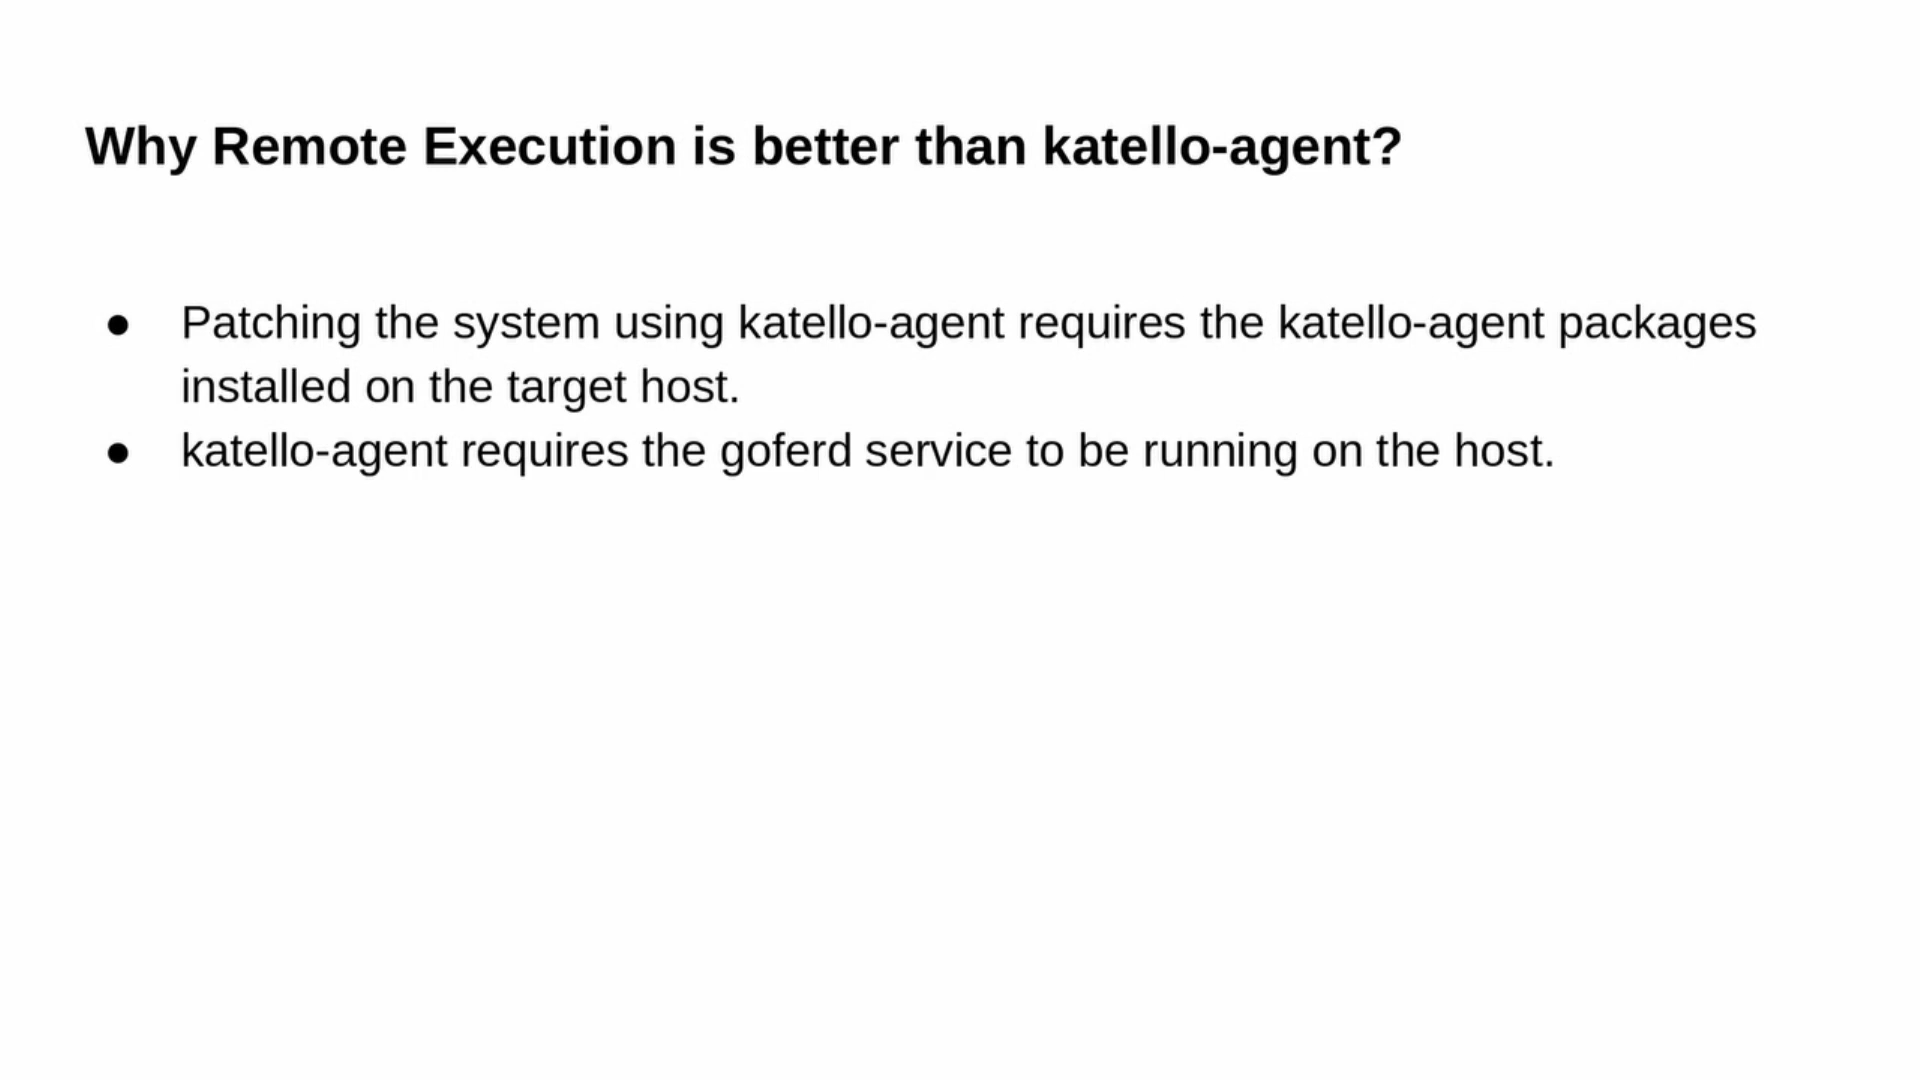 Why Remote Execution is better than katello-agent?
● Patching the system using katello-agent requires the katello-agent packages
installed on the target host.
● katello-agent requires the goferd service to be running on the host.